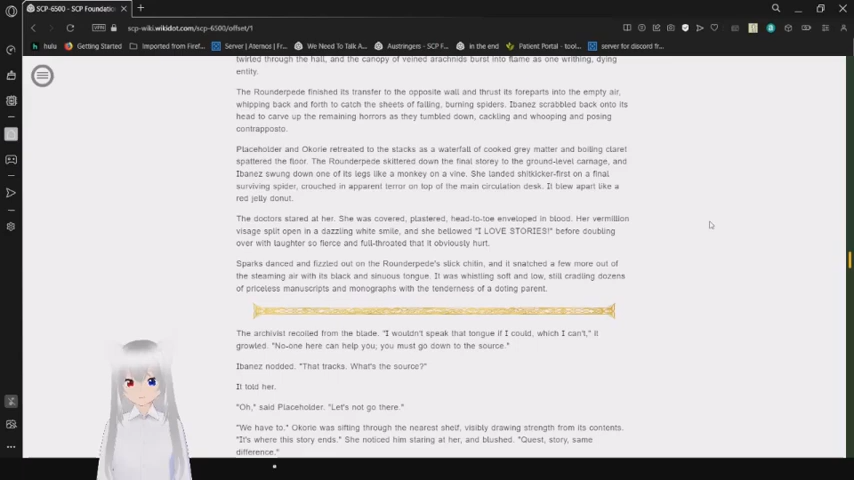 SCP-6500 - SCP Foundatio
scp-wiki.wikidot.com/scp-6500/offset/1
hulu
Getting Started
Imported from Firef...
Server | Aternos | Fr...
We Need To Talk A...
Austringers - SCP F...
in the end
Patient Portal - tool...
server for discord fr...
twirled through the hall, and the canopy of veined arachnids burst into flame as one writhing, dying
entity.
The Rounderpede finished its transfer to the opposite wall and thrust its foreparts into the empty air,
whipping back and forth to catch the sheets of falling, burning spiders. Ibanez scrabbled back onto its
head to carve up the remaining horrors as they tumbled down, cackling and whooping and posing
contrapposto.
Placeholder and Okorie retreated to the stacks as a waterfall of cooked grey matter and boiling claret
spattered the floor. The Rounderpede skittered down the final storey to the ground-level carnage, and
Ibanez swung down one of its legs like a monkey on a vine. She landed shitkicker-first on a final
surviving spider, crouched in apparent terror on top of the main circulation desk. It blew apart like a
red jelly donut.
The doctors stared at her. She was covered, plastered, head-to-toe enveloped in blood. Her vermillion
visage split open in a dazzling white smile, and she bellowed "I LOVE STORIES!" before doubling
over with laughter so fierce and full-throated that it obviously hurt.
Sparks danced and fizzled out on the Rounderpede's slick chitin, and it snatched a few more out of
the steaming air with its black and sinuous tongue. It was whistling soft and low, still cradling dozens
of priceless manuscripts and monographs with the tenderness of a doting parent.
The archivist recoiled from the blade. "I wouldn't speak that tongue if I could, which I can't," it
growled. "No-one here can help you; you must go down to the source."
Ibanez nodded. "That tracks. What's the source?"
It told her.
"Oh," said Placeholder. "Let's not go there."
"We have to." Okorie was sifting through the nearest shelf, visibly drawing strength from its contents.
"It's where this story ends." She noticed him staring at her, and blushed. "Quest, story, same
difference."